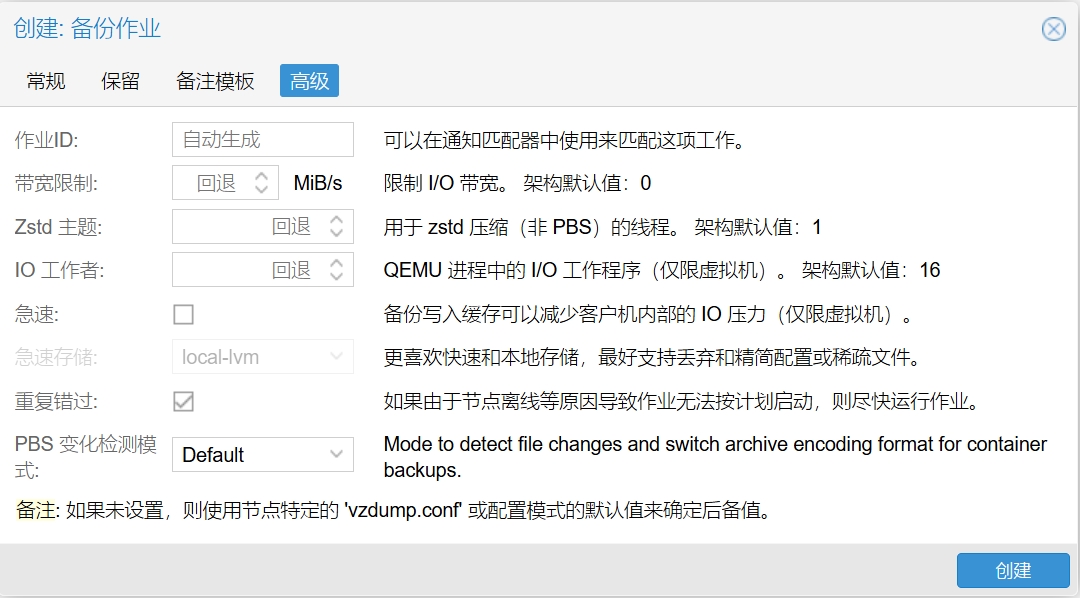 创建: 备份作业
常规 保留 备注模板 高级
作业ID: 自动生成 可以在通知匹配器中使用来匹配这项工作。
带宽限制: 回退 MiB/s 限制 I/O 带宽。 架构默认值：0
Zstd 主题: 回退 用于 zstd 压缩（非 PBS）的线程。 架构默认值：1
IO 工作者: 回退 QEMU 进程中的 I/O 工作程序（仅限虚拟机）。 架构默认值：16
急速: 备份写入缓存可以减少客户机内部的 IO 压力（仅限虚拟机）。
急速存储: local-lvm 更喜欢快速和本地存储，最好支持丢弃和精简配置或稀疏文件。
重复错过: 如果由于节点离线等原因导致作业无法按计划启动，则尽快运行作业。
PBS 变化检测模
式:
Default
Mode to detect file changes and switch archive encoding format for container
backups.
备注: 如果未设置，则使用节点特定的 'vzdump.conf' 或配置模式的默认值来确定后备值。
创建